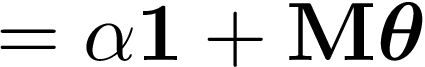 = α𝟏 + 𝐌𝜽